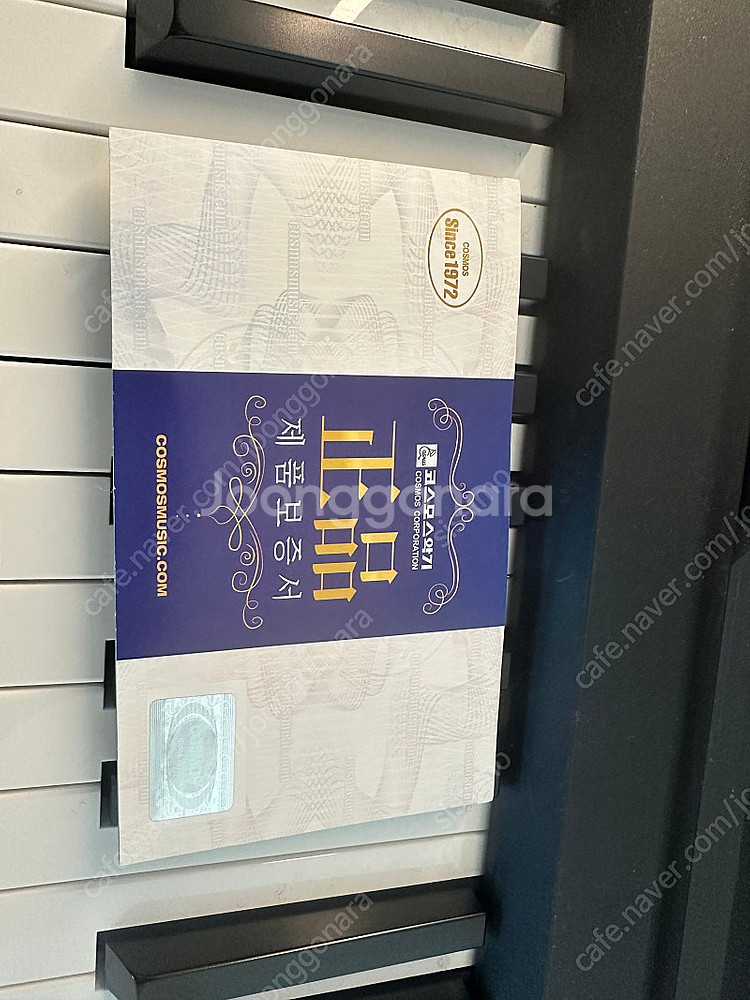 COSMOS
Since 1972
코스모스악기
COSMOS CORPORATION
正品
제품보증서
COSMOSMUSIC.COM
Joonggonara
cafe.naver.com/joonggonara